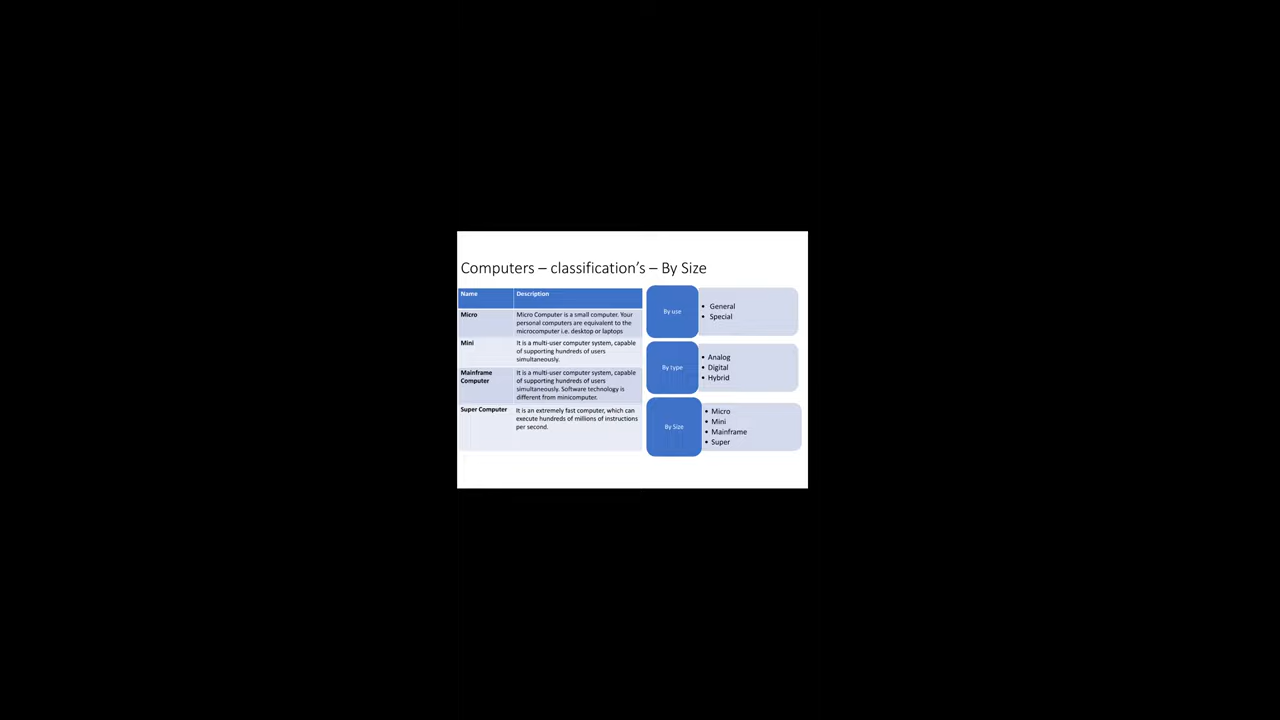 Computers – classification's – By Size
Name
Description
Micro
Micro Computer is a small computer. Your
personal computers are equivalent to the
microcomputer i.e. desktop or laptops
Mini
It is a multi-user computer system, capable
of supporting hundreds of users
simultaneously.
Mainframe
Computer
It is a multi-user computer system, capable
of supporting hundreds of users
simultaneously. Software technology is
different from minicomputer.
Super Computer
It is an extremely fast computer, which can
execute hundreds of millions of instructions
per second.
By use
• General
• Special
By type
• Analog
• Digital
• Hybrid
By Size
• Micro
• Mini
• Mainframe
• Super